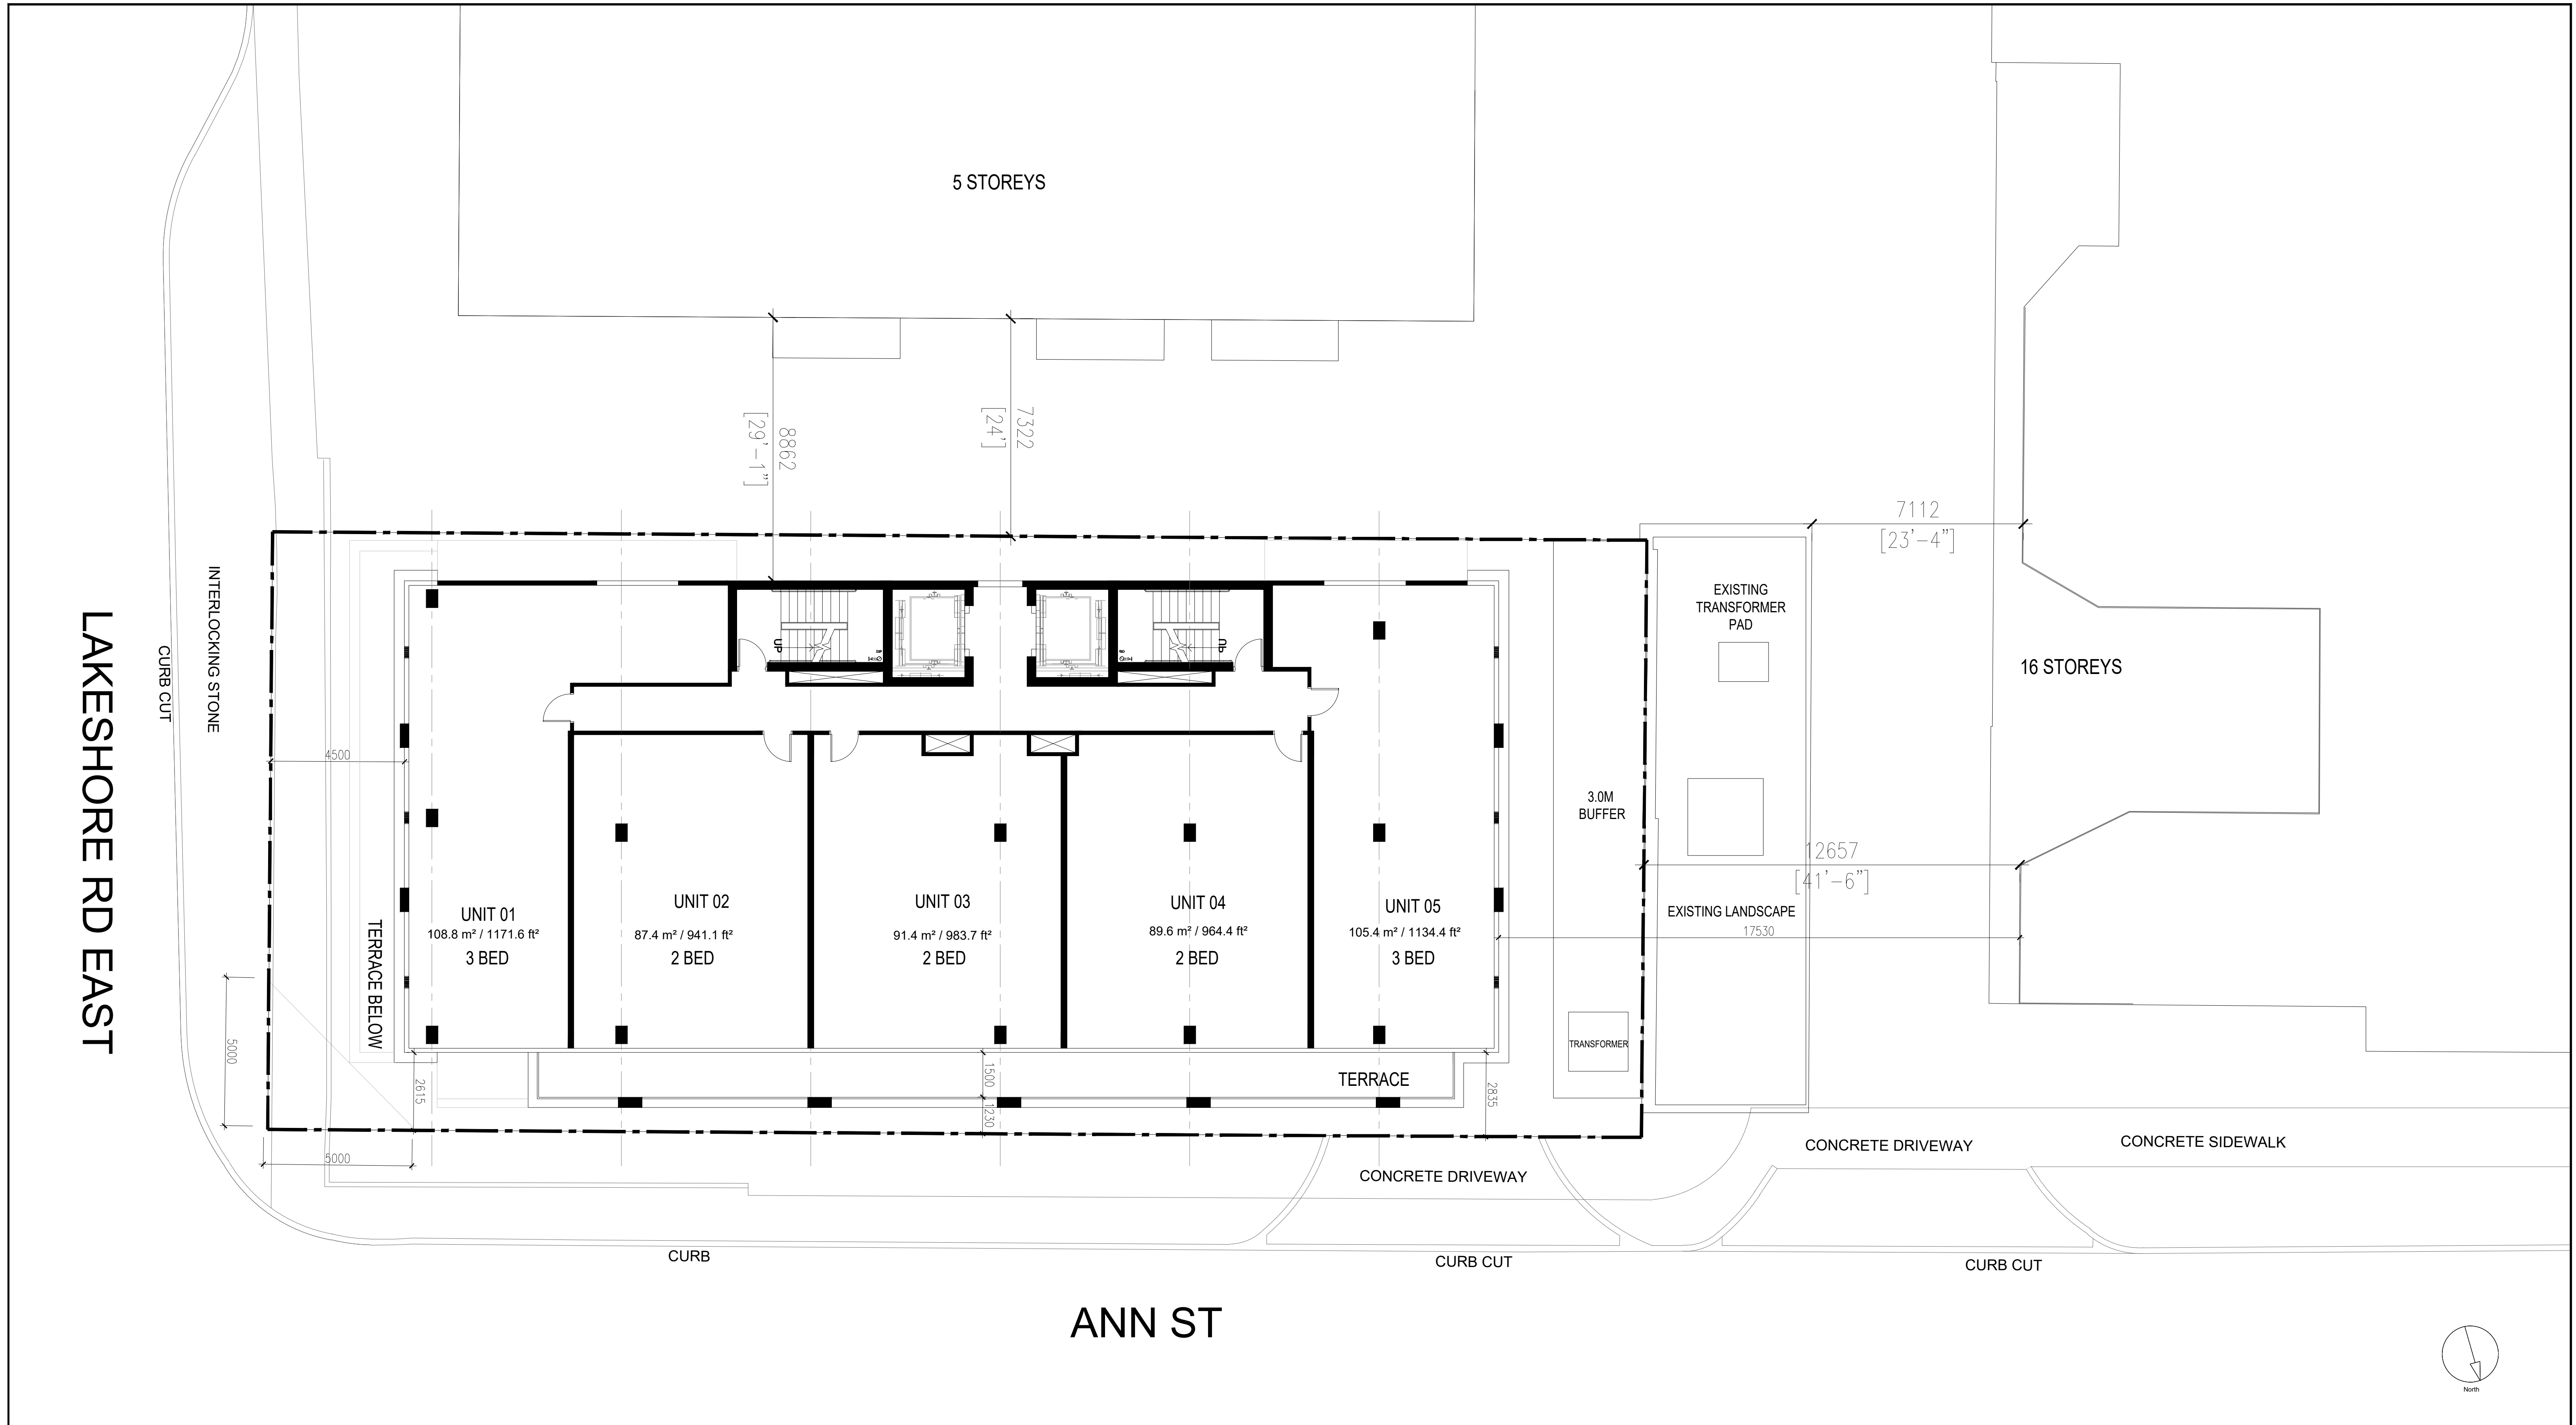 5 STOREYS
8862
[29'-1"]
7322
[24']
7112
[23'-4"]
EXISTING
TRANSFORMER
PAD
16 STOREYS
LAKESHORE RD EAST
CURB CUT
INTERLOCKING STONE
UP
UP
4500
3.0M
BUFFER
12657
[41'-6"]
EXISTING LANDSCAPE
17530
UNIT 01
108.8 m² / 1171.6 ft²
3 BED
UNIT 02
87.4 m² / 941.1 ft²
2 BED
UNIT 03
91.4 m² / 983.7 ft²
2 BED
UNIT 04
89.6 m² / 964.4 ft²
2 BED
UNIT 05
105.4 m² / 1134.4 ft²
3 BED
TERRACE BELOW
TRANSFORMER
5000
2615
1500
1230
TERRACE
2835
5000
CONCRETE DRIVEWAY
CONCRETE DRIVEWAY
CONCRETE SIDEWALK
CURB
CURB CUT
CURB CUT
ANN ST
North